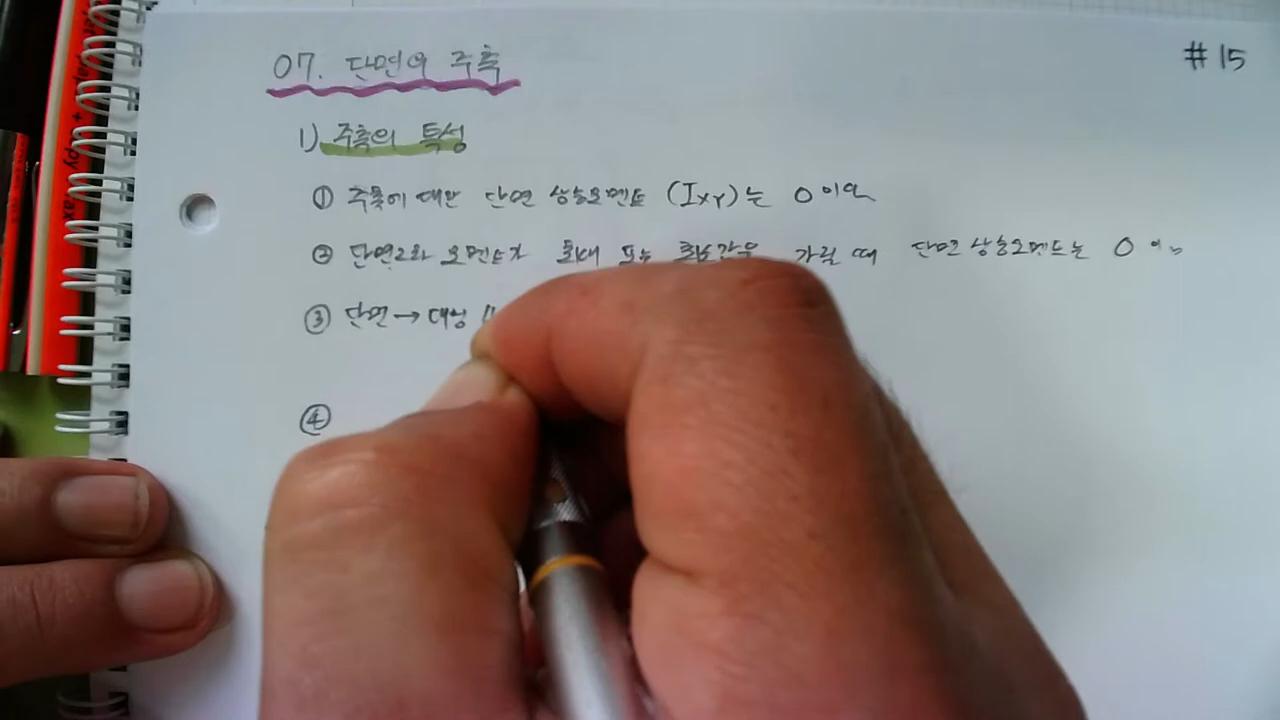 #15
07. 단면의 주축
1) 주축의 특성
① 주축에 대한 단면 상승모멘트 (Ixy)는 0 이다
② 단면2차 모멘트가 최대 또는 최소값을 가질 때 단면 상승모멘트는 0 이
③ 단면 → 대칭
④